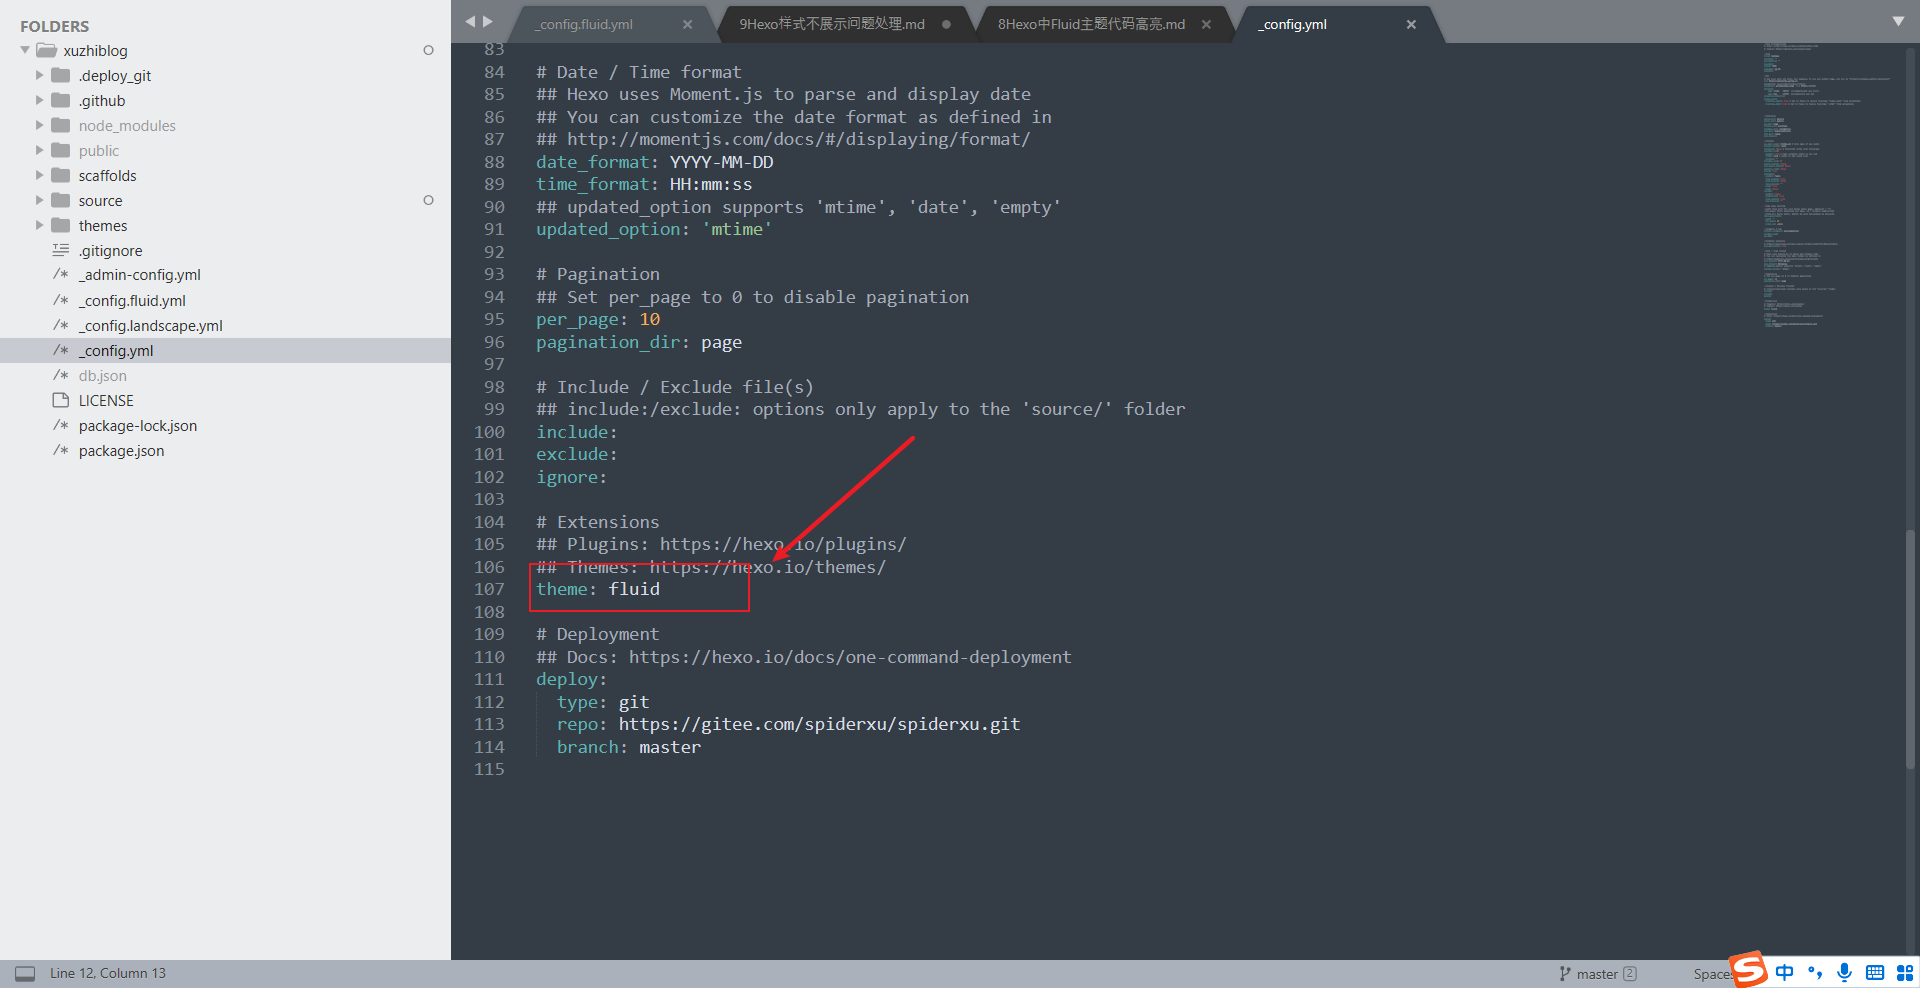 FOLDERS
xuzhiblog
.deploy_git
.github
node_modules
public
scaffolds
source
themes
.gitignore
_admin-config.yml
_config.fluid.yml
_config.landscape.yml
_config.yml
db.json
LICENSE
package-lock.json
package.json
_config.fluid.yml
9Hexo样式不展示问题处理.md
8Hexo中Fluid主题代码高亮.md
_config.yml
83
84 # Date / Time format
85 ## Hexo uses Moment.js to parse and display date
86 ## You can customize the date format as defined in
87 ## http://momentjs.com/docs/#/displaying/format/
88 date_format: YYYY-MM-DD
89 time_format: HH:mm:ss
90 ## updated_option supports 'mtime', 'date', 'empty'
91 updated_option: 'mtime'
92
93 # Pagination
94 ## Set per_page to 0 to disable pagination
95 per_page: 10
96 pagination_dir: page
97
98 # Include / Exclude file(s)
99 ## include:/exclude: options only apply to the 'source/' folder
100 include:
101 exclude:
102 ignore:
103
104 # Extensions
105 ## Plugins: https://hexo.io/plugins/
106 ## Themes: https://hexo.io/themes/
107 theme: fluid
108
109 # Deployment
110 ## Docs: https://hexo.io/docs/one-command-deployment
111 deploy:
112 type: git
113 repo: https://gitee.com/spiderxu/spiderxu.git
114 branch: master
115
Line 12, Column 13
master 2
Spaces
S 中